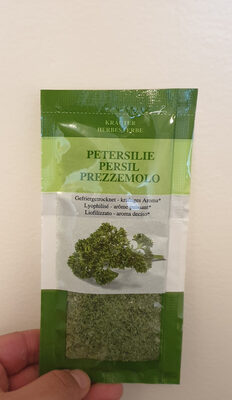 KRÄUTER
HERBES ERBE
PETERSILIE
PERSIL
PREZZEMOLO
Gefriergetrocknet - kräftiges Aroma*
Lyophilisé - arôme puissant*
Liofilizzato - aroma deciso*